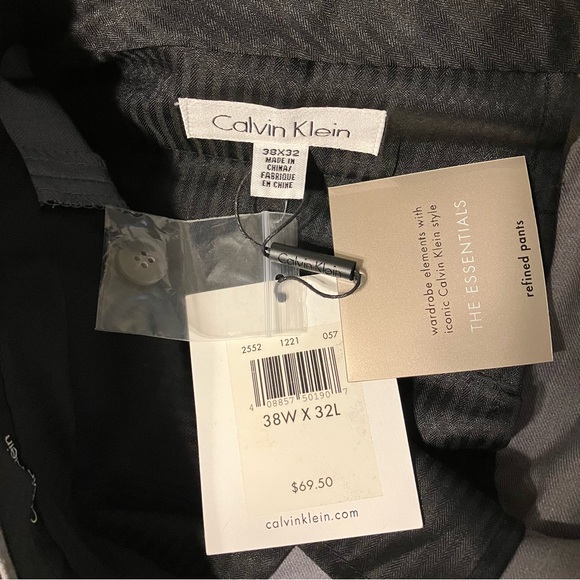 Calvin Klein
38X32
MADE IN
CHINA/
FABRIQUE
EN CHINE
Calvin Klein
wardrobe elements with
iconic Calvin Klein style
THE ESSENTIALS
refined pants
2552 1221 057
4 08857 50190 7
38W X 32L
$69.50
calvinklein.com